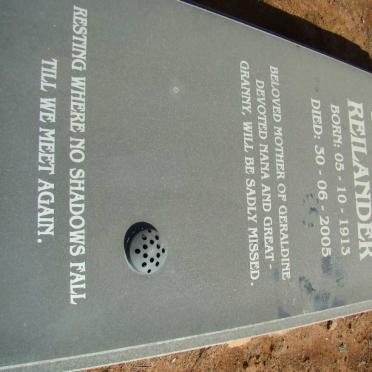 REILANDER
BORN: 05 - 10 - 1913
DIED: 30 - 06 - 2005
BELOVED MOTHER OF GERALDINE
DEVOTED NANA AND GREAT -
GRANNY, WILL BE SADLY MISSED.
RESTING WHERE NO SHADOWS FALL
TILL WE MEET AGAIN.